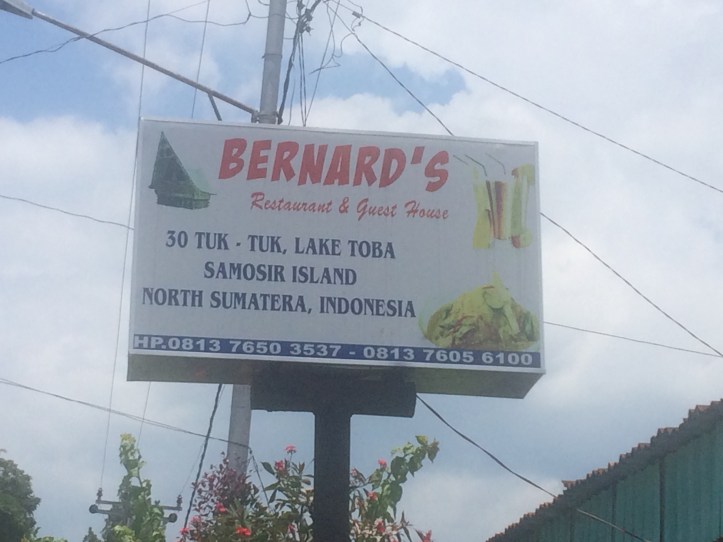 BERNARD'S
Restaurant & Guest House
30 TUK - TUK, LAKE TOBA
SAMOSIR ISLAND
NORTH SUMATERA, INDONESIA
HP.0813 7650 3537 - 0813 7605 6100